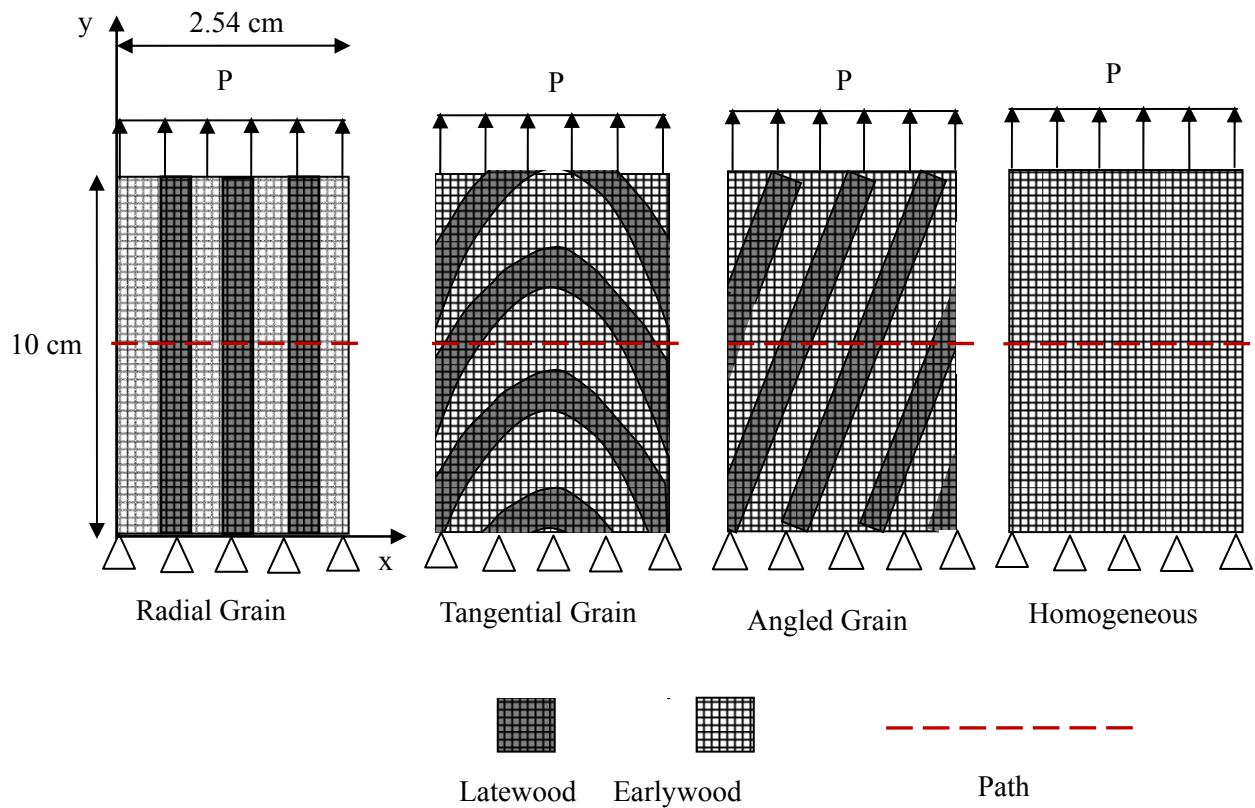 y
2.54 cm
P
P
P
P
10 cm
x
Radial Grain
Tangential Grain
Angled Grain
Homogeneous
Latewood
Earlywood
Path